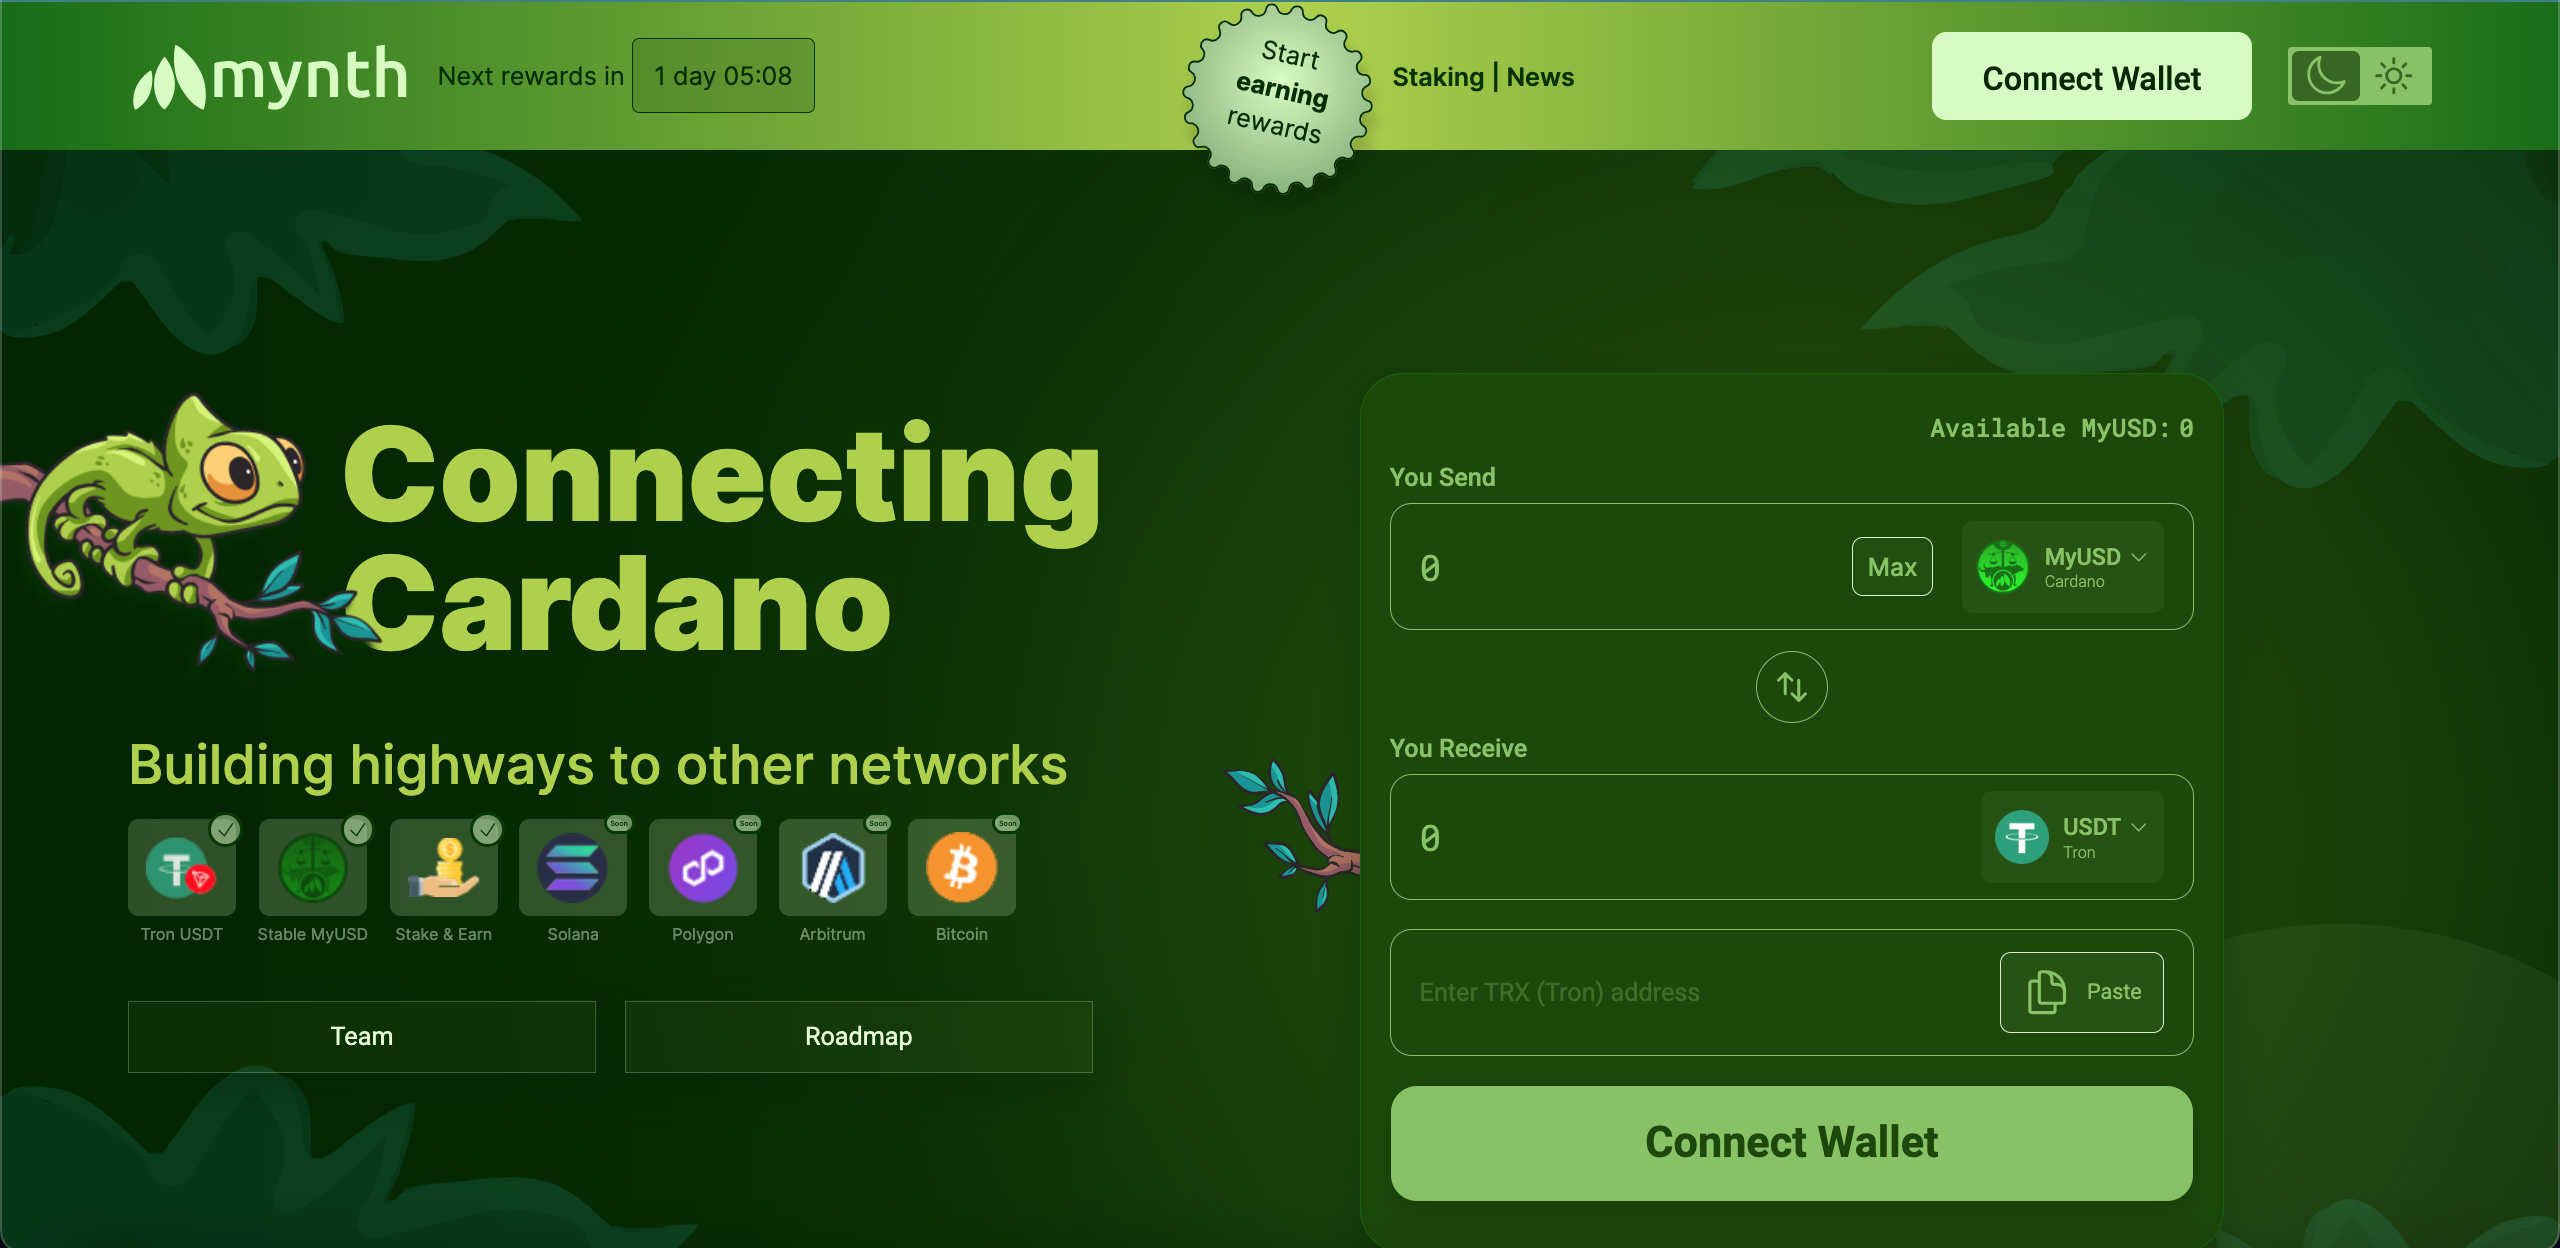 mynth
Next rewards in
1 day 05:08
Start
earning
rewards
Staking | News
Connect Wallet
Connecting
Cardano
Building highways to other networks
Soon
Soon
Soon
Soon
Tron USDT
Stable MyUSD
Stake & Earn
Solana
Polygon
Arbitrum
Bitcoin
Team
Roadmap
Available MyUSD: 0
You Send
0
Max
MyUSD
Cardano
You Receive
0
USDT
Tron
Enter TRX (Tron) address
Paste
Connect Wallet